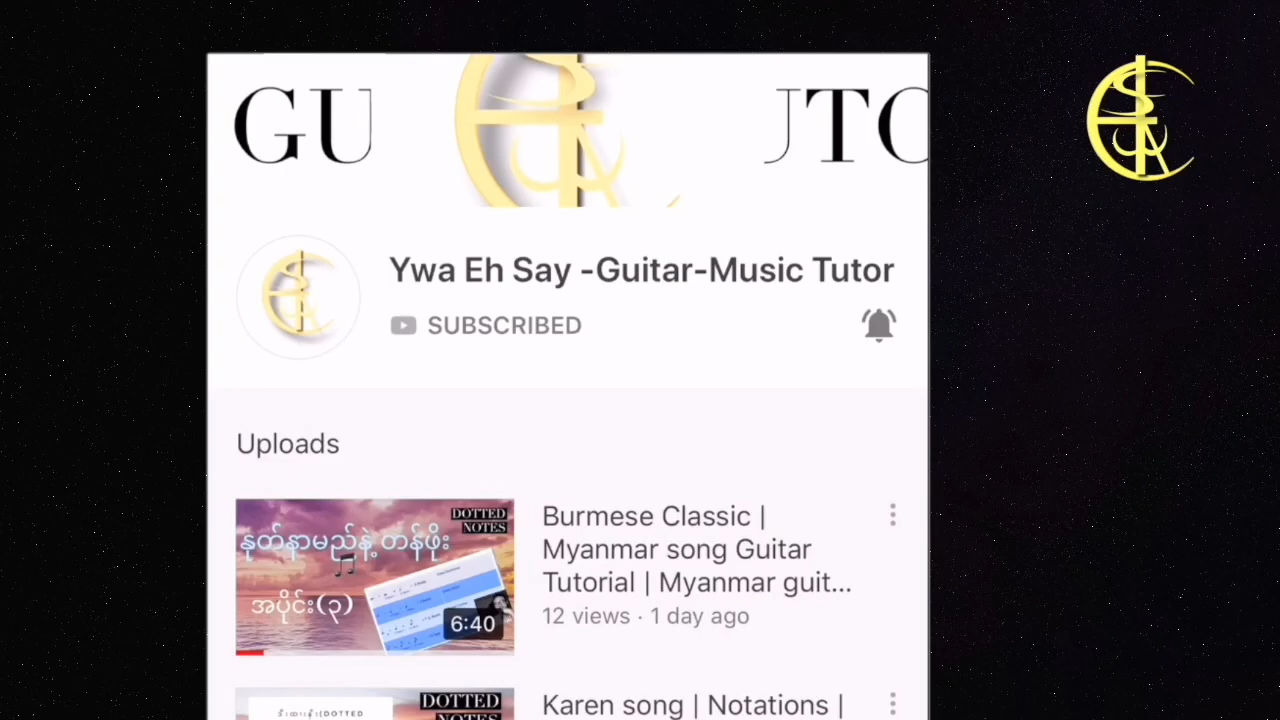 GU
UTO
Ywa Eh Say -Guitar-Music Tutor
SUBSCRIBED
Uploads
DOTTED
NOTES
နုတ်နာမည်နဲ့ တန်ဖိုး
အပိုင်း(၃)
6:40
Burmese Classic |
Myanmar song Guitar
Tutorial | Myanmar guit...
12 views · 1 day ago
DOTTED
NOTES
Karen song | Notations |